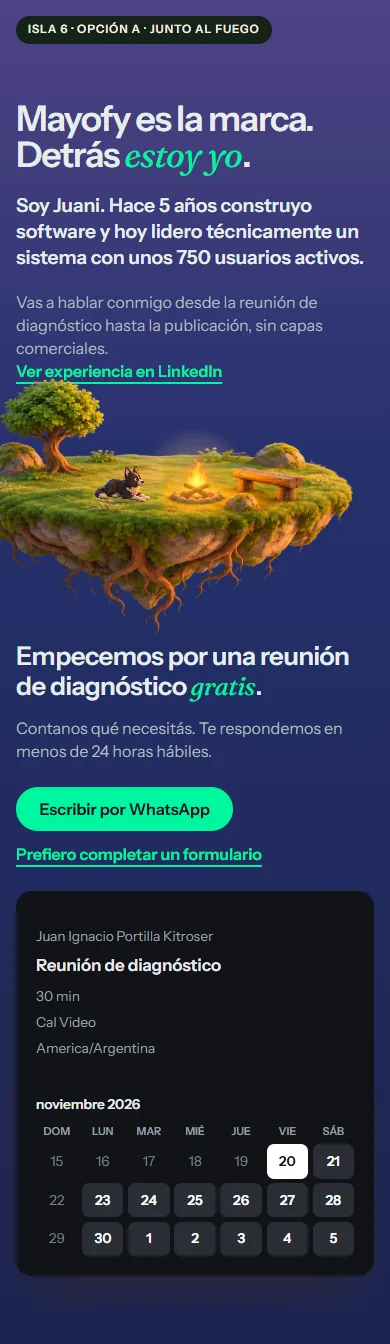 ISLA 6 · OPCIÓN A · JUNTO AL FUEGO
Mayofy es la marca.
Detrás estoy yo.
Soy Juani. Hace 5 años construyo
software y hoy lidero técnicamente un
sistema con unos 750 usuarios activos.
Vas a hablar conmigo desde la reunión de
diagnóstico hasta la publicación, sin capas
comerciales.
Ver experiencia en LinkedIn
Empecemos por una reunión
de diagnóstico gratis.
Contanos qué necesitás. Te respondemos en
menos de 24 horas hábiles.
Escribir por WhatsApp
Prefiero completar un formulario
Juan Ignacio Portilla Kitroser
Reunión de diagnóstico
30 min
Cal Video
America/Argentina
noviembre 2026
DOM LUN MAR MIÉ JUE VIE SÁB
15 16 17 18 19 20 21
22 23 24 25 26 27 28
29 30 1 2 3 4 5